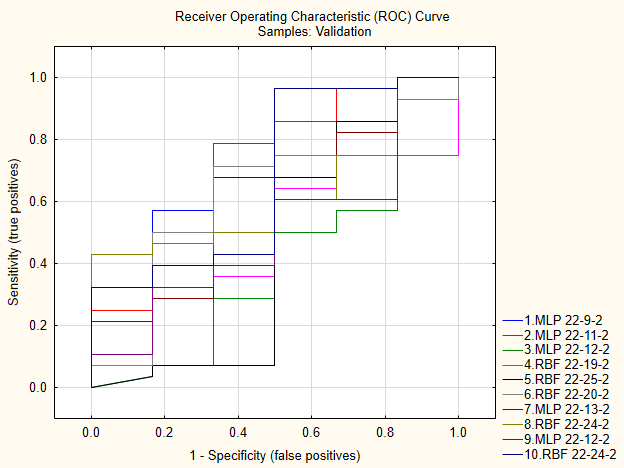 Receiver Operating Characteristic (ROC) Curve
Samples: Validation
Sensitivity (true positives)
1.0
0.8
0.6
0.4
0.2
0.0
0.0 0.2 0.4 0.6 0.8 1.0
1 - Specificity (false positives)
1.MLP 22-9-2
2.MLP 22-11-2
3.MLP 22-12-2
4.RBF 22-19-2
5.RBF 22-25-2
6.RBF 22-20-2
7.MLP 22-13-2
8.RBF 22-24-2
9.MLP 22-12-2
10.RBF 22-24-2